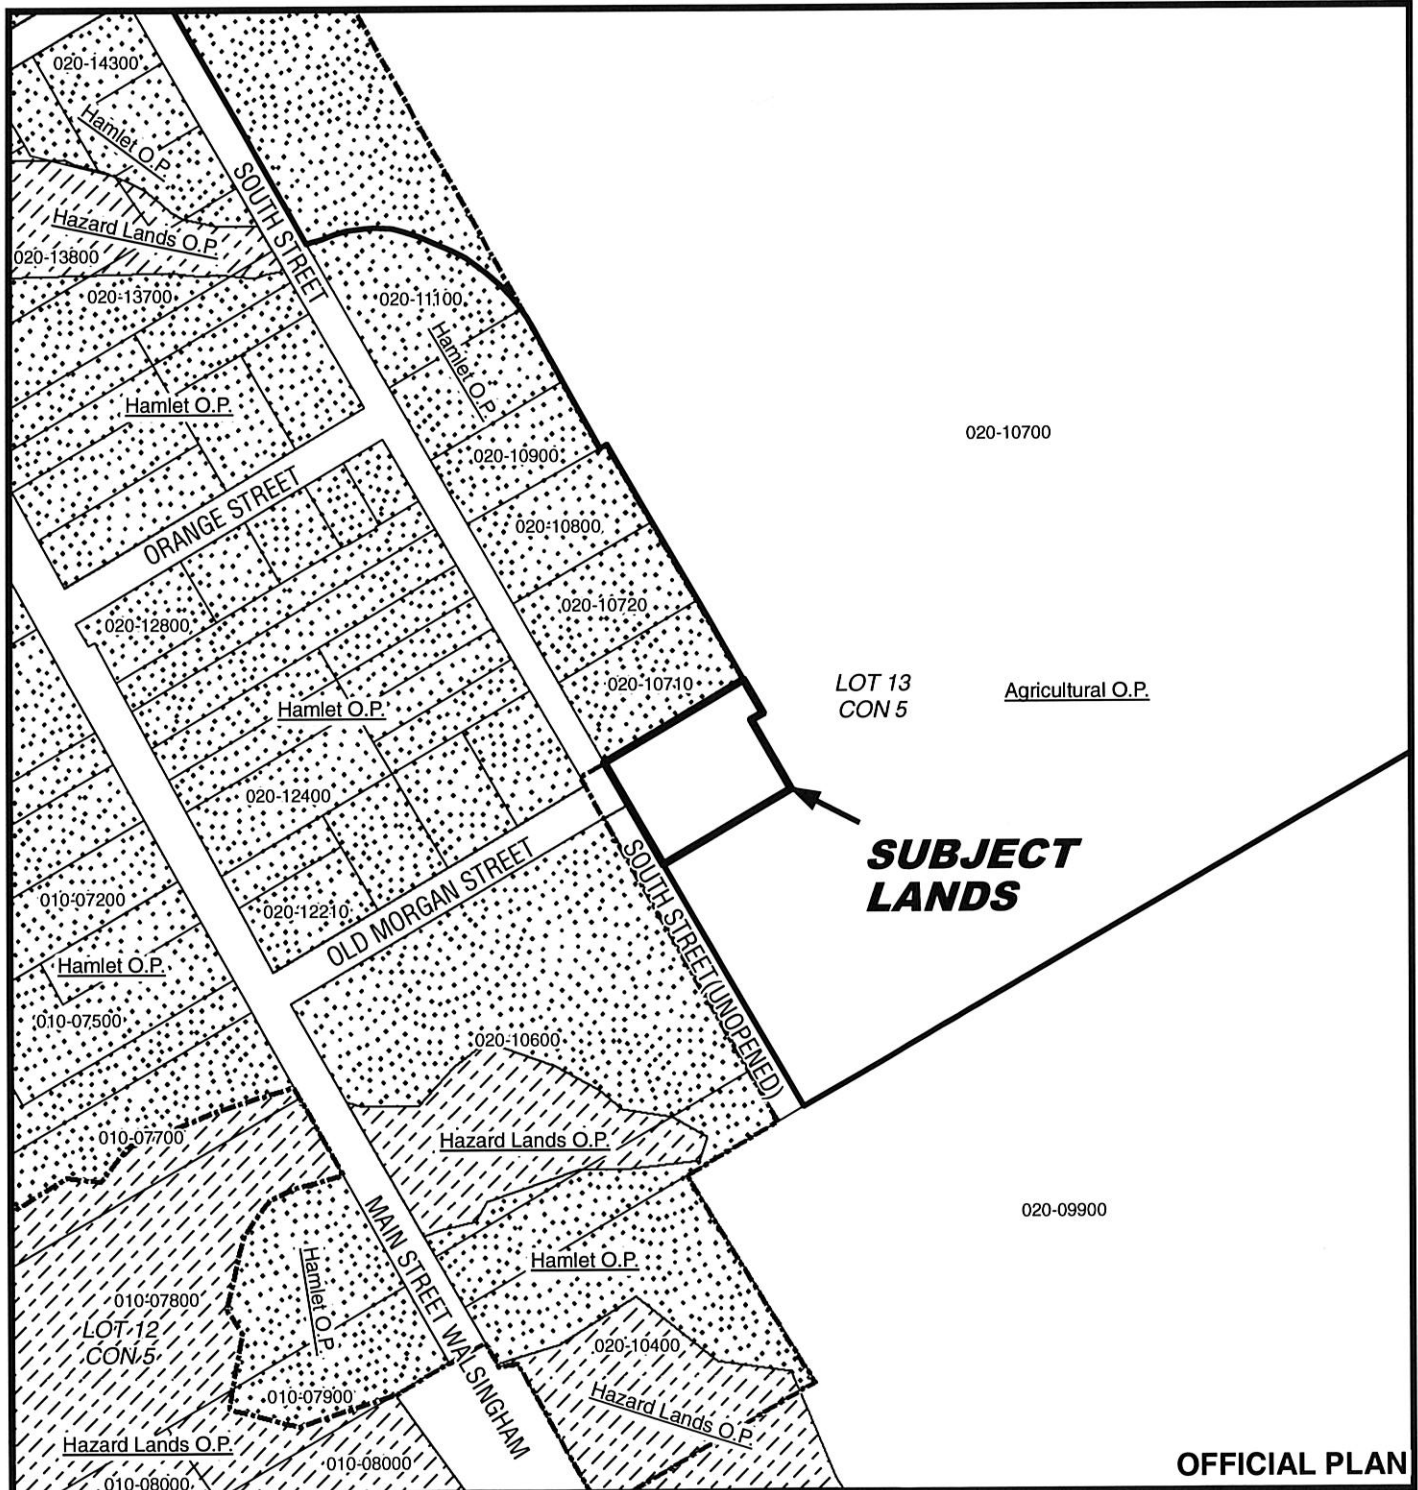 020-14300
Hamlet O.P.
SOUTH STREET
Hazard Lands O.P.
020-13800
020-13700
020-11100
Hamlet O.P.
Hamlet O.P.
020-10700
020-10900
ORANGE STREET
020-10800
020-10720
020-12800
020-10710
LOT 13
CON 5
Agricultural O.P.
Hamlet O.P.
020-12400
SUBJECT
LANDS
SOUTH STREET(UNOPENED)
010-07200
020-12210
OLD MORGAN STREET
Hamlet O.P.
010-07500
020-10600
010-07700
Hazard Lands O.P.
020-09900
MAIN STREET WALSINGHAM
Hamlet O.P.
Hamlet O.P.
010-07800
LOT 12
CON 5
020-10400
010-07900
Hazard Lands O.P.
Hazard Lands O.P.
010-08000
010-08000
OFFICIAL PLAN